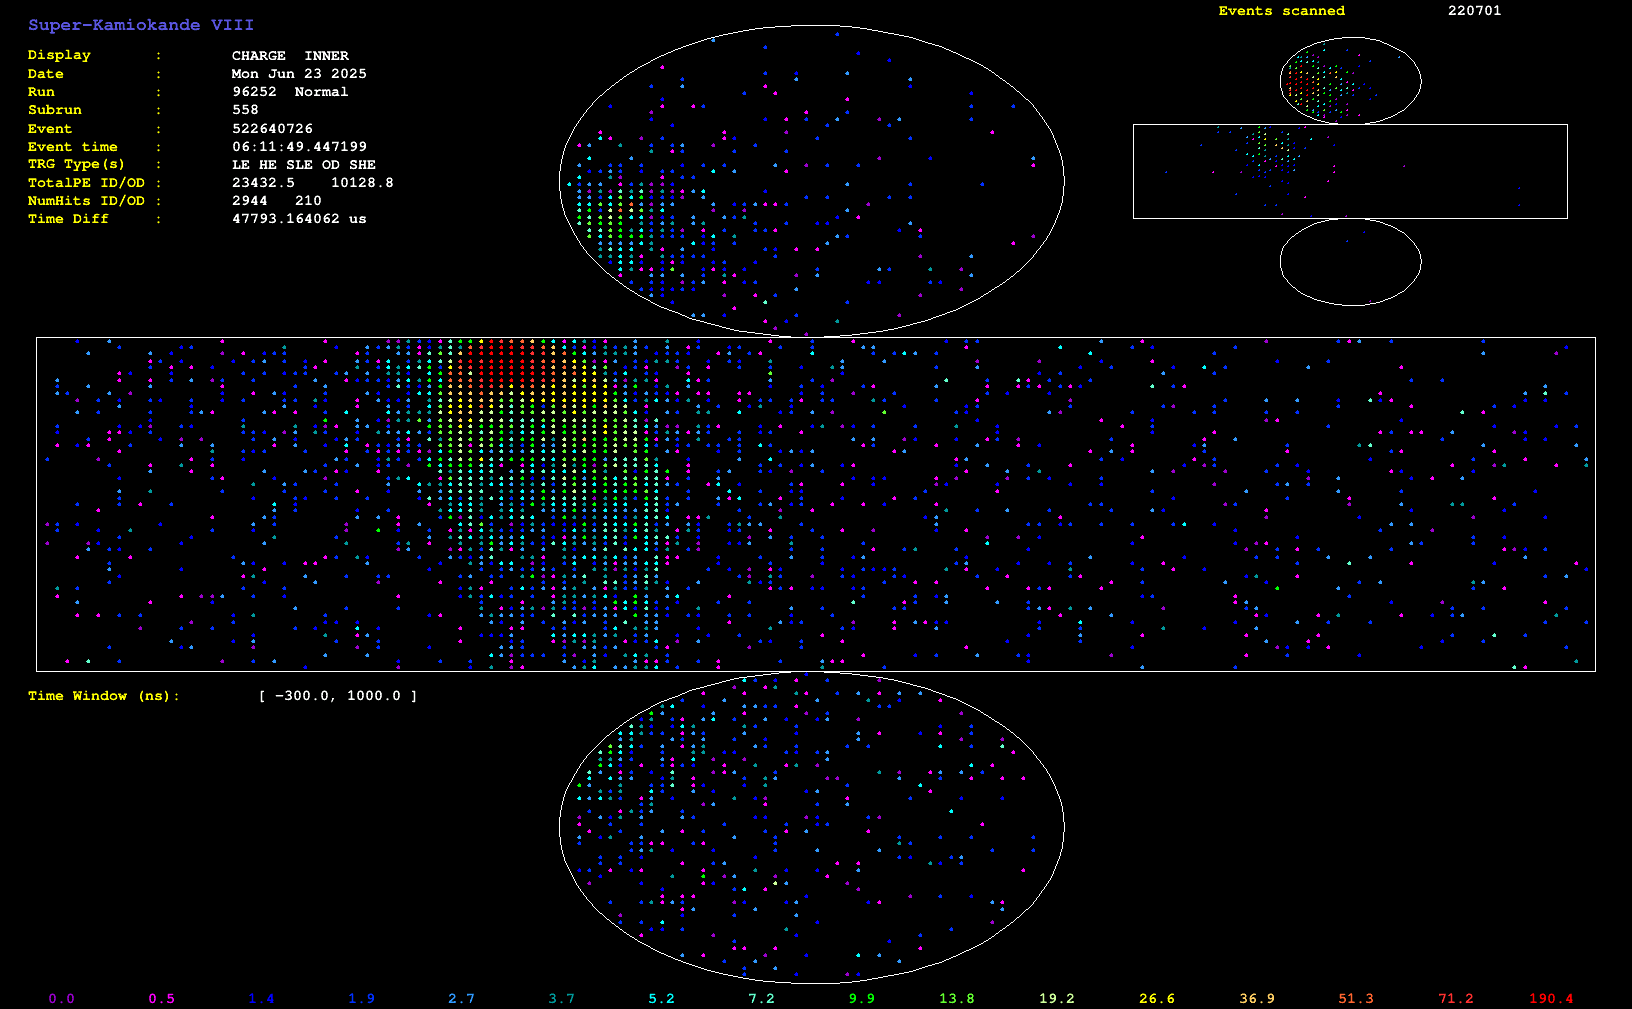 Super-Kamiokande VIII
Events scanned 220701
Display : CHARGE INNER
Date : Mon Jun 23 2025
Run : 96252 Normal
Subrun : 558
Event : 522640726
Event time : 06:11:49.447199
TRG Type(s) : LE HE SLE OD SHE
TotalPE ID/OD : 23432.5 10128.8
NumHits ID/OD : 2944 210
Time Diff : 47793.164062 us
Time Window (ns): [ −300.0, 1000.0 ]
0.0 0.5 1.4 1.9 2.7 3.7 5.2 7.2 9.9 13.8 19.2 26.6 36.9 51.3 71.2 190.4